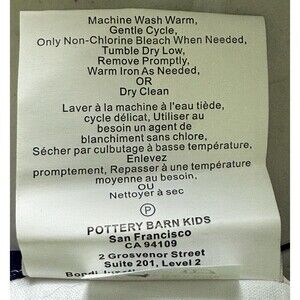 Machine Wash Warm,
Gentle Cycle,
Only Non-Chlorine Bleach When Needed,
Tumble Dry Low,
Remove Promptly,
Warm Iron As Needed,
OR
Dry Clean
Laver à la machine à l'eau tiède,
cycle délicat, Utiliser au
besoin un agent de
blanchiment sans chlore,
Sécher par culbutage à basse température,
Enlevez
promptement, Repasser à une température
moyenne au besoin,
OU
Nettoyer à sec
P
POTTERY BARN KIDS
San Francisco
CA 94109
2 Grosvenor Street
Suite 201, Level 2
Bondi